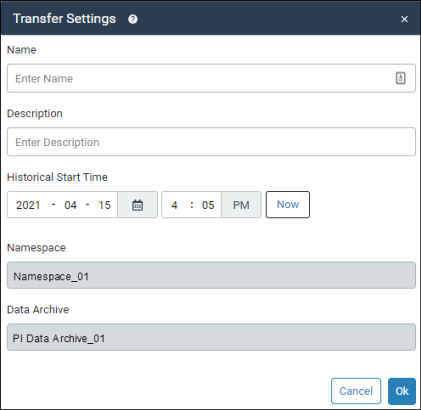 Transfer Settings ? ×
Name
Enter Name
Description
Enter Description
Historical Start Time
2021 - 04 - 15 4 : 05 PM Now
Namespace
Namespace_01
Data Archive
PI Data Archive_01
Cancel Ok